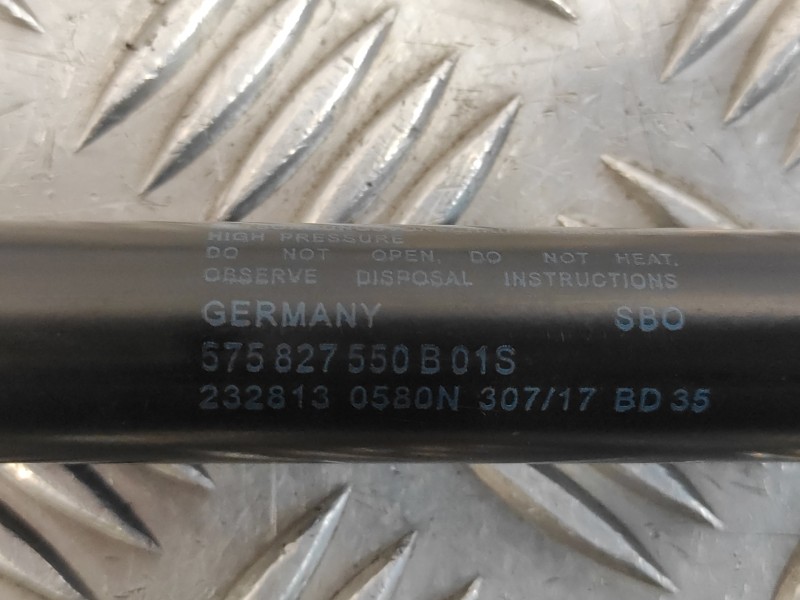 HIGH PRESSURE
DO NOT OPEN, DO NOT HEAT.
OBSERVE DISPOSAL INSTRUCTIONS
GERMANY SBO
575 827 550 B 01S
232813 0580N 307/17 BD 35